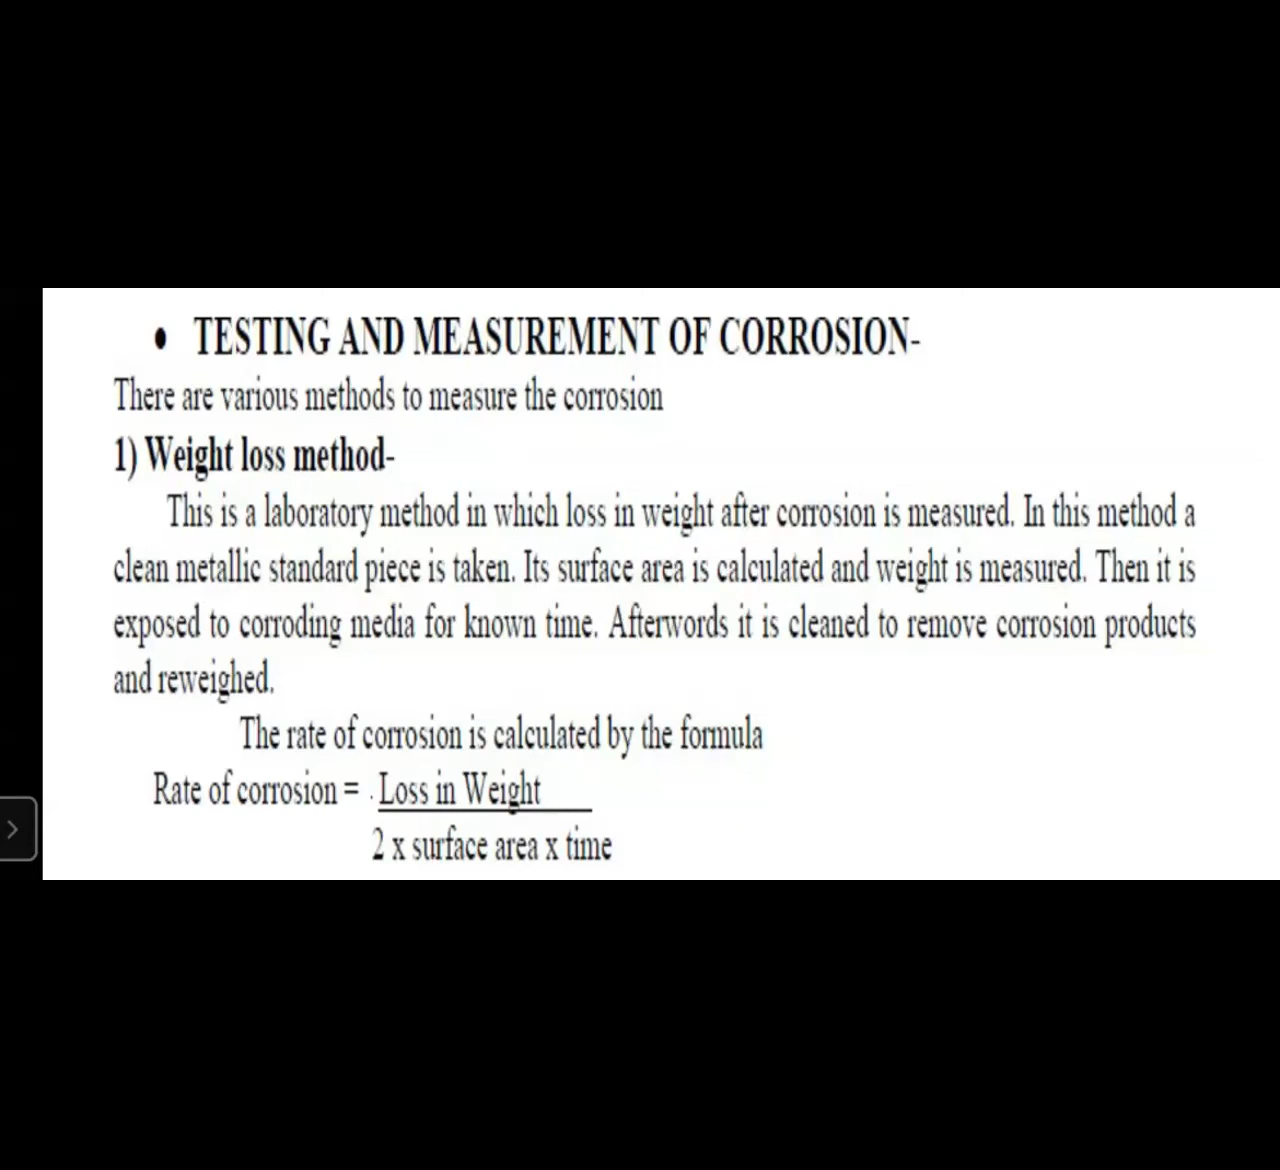 • TESTING AND MEASUREMENT OF CORROSION-
There are various methods to measure the corrosion
1) Weight loss method-
This is a laboratory method in which loss in weight after corrosion is measured. In this method a
clean metallic standard piece is taken. Its surface area is calculated and weight is measured. Then it is
exposed to corroding media for known time. Afterwords it is cleaned to remove corrosion products
and reweighed.
The rate of corrosion is calculated by the formula
Rate of corrosion = Loss in Weight
2 x surface area x time